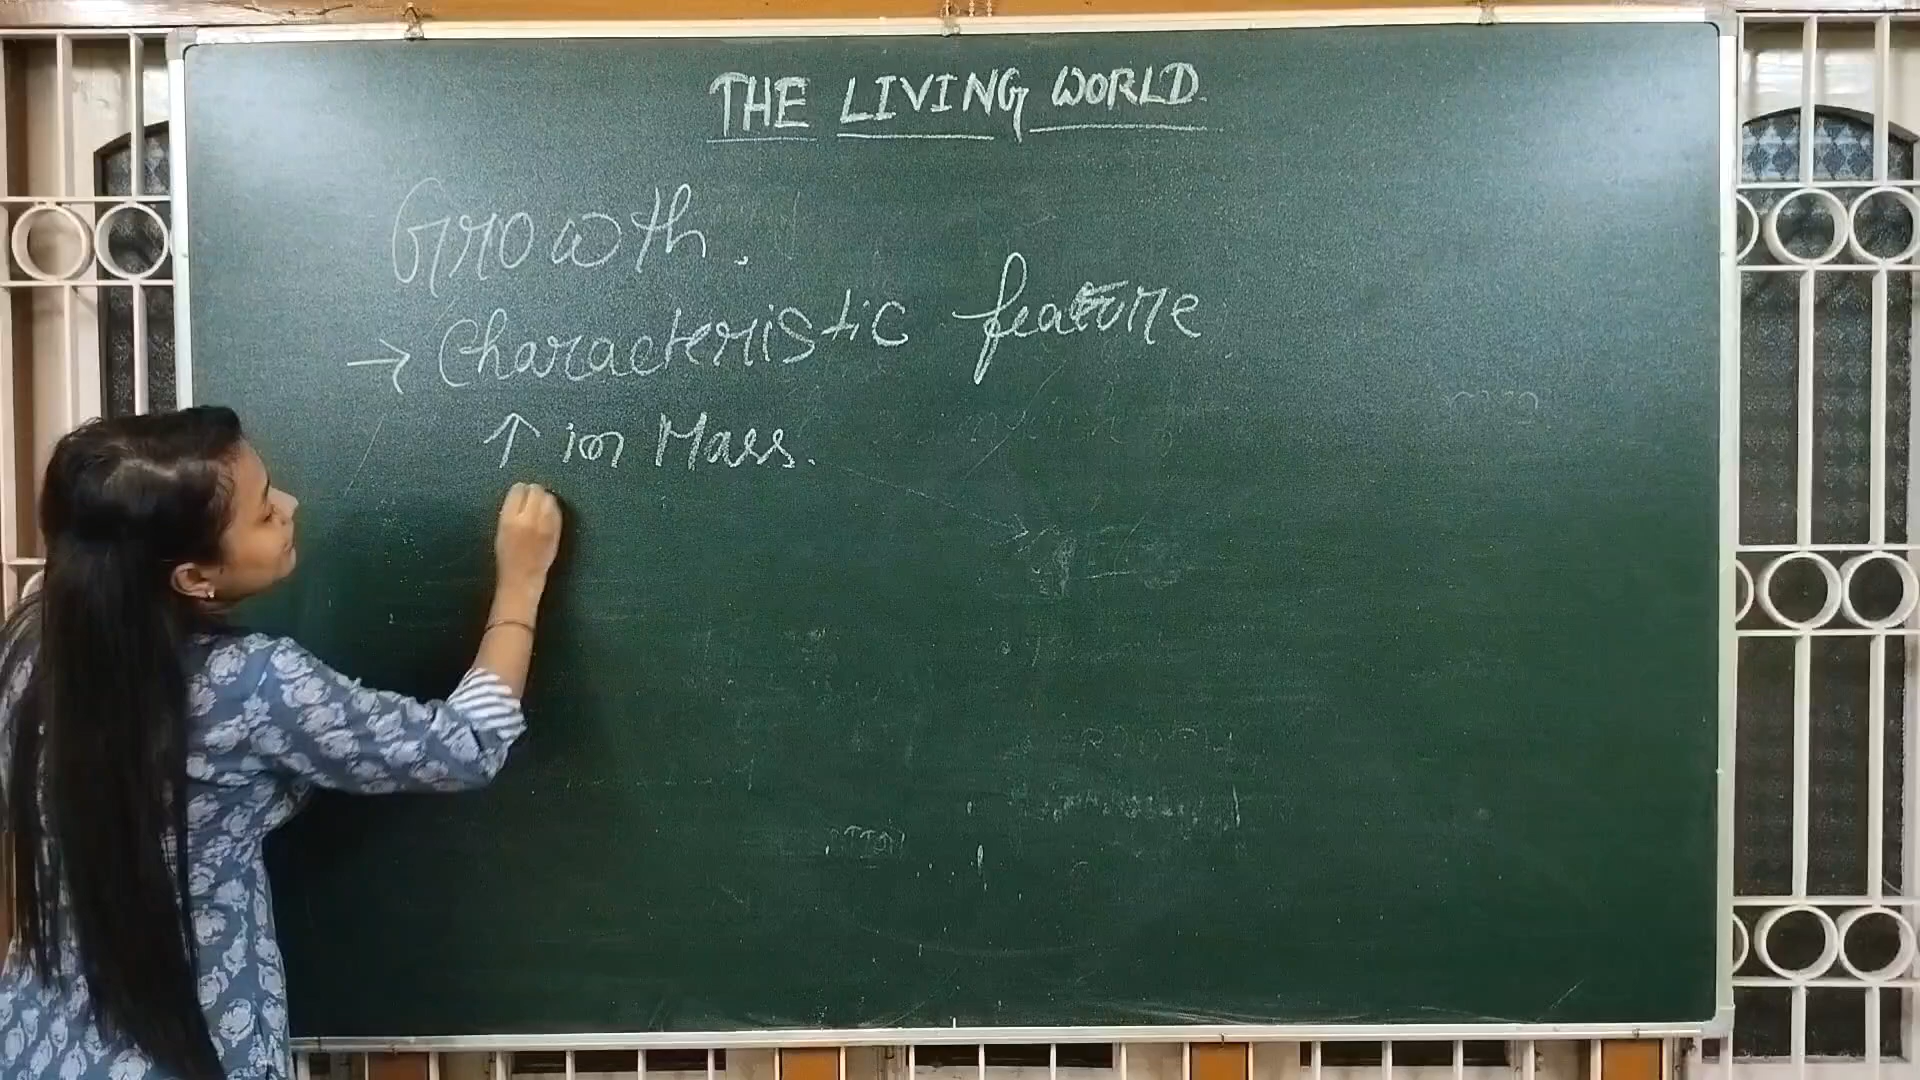 THE LIVING WORLD
Growth.
→ Characteristic feature
↑ in Mass.